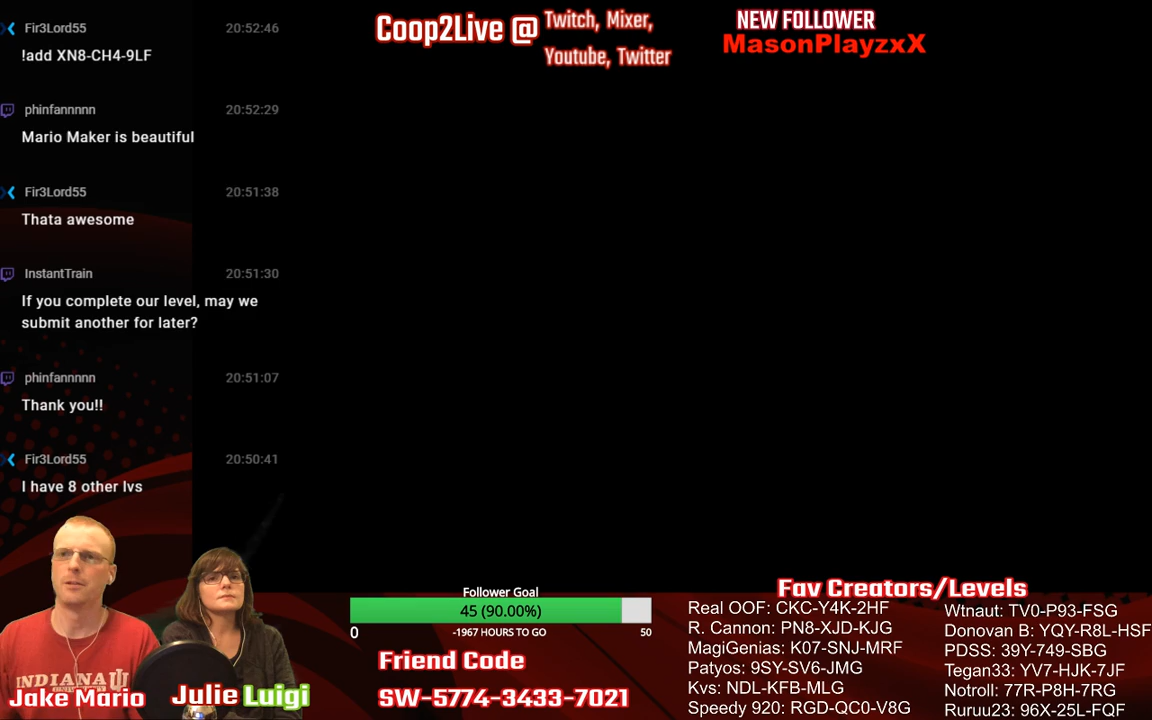 Fir3Lord55 20:52:46
!add XN8-CH4-9LF
phinfannnnn 20:52:29
Mario Maker is beautiful
Fir3Lord55 20:51:38
Thata awesome
InstantTrain 20:51:30
If you complete our level, may we
submit another for later?
phinfannnnn 20:51:07
Thank you!!
Fir3Lord55 20:50:41
I have 8 other lvs
Coop2Live @ Twitch, Mixer,
Youtube, Twitter
NEW FOLLOWER
MasonPlayzxX
INDIANA
Jake Mario
Julie Luigi
Follower Goal
45 (90.00%)
0 -1967 HOURS TO GO 50
Friend Code
SW-5774-3433-7021
Fav Creators/Levels
Real OOF: CKC-Y4K-2HF
R. Cannon: PN8-XJD-KJG
MagiGenias: K07-SNJ-MRF
Patyos: 9SY-SV6-JMG
Kvs: NDL-KFB-MLG
Speedy 920: RGD-QC0-V8G
Wtnaut: TV0-P93-FSG
Donovan B: YQY-R8L-HSF
PDSS: 39Y-749-SBG
Tegan33: YV7-HJK-7JF
Notroll: 77R-P8H-7RG
Ruruu23: 96X-25L-FQF